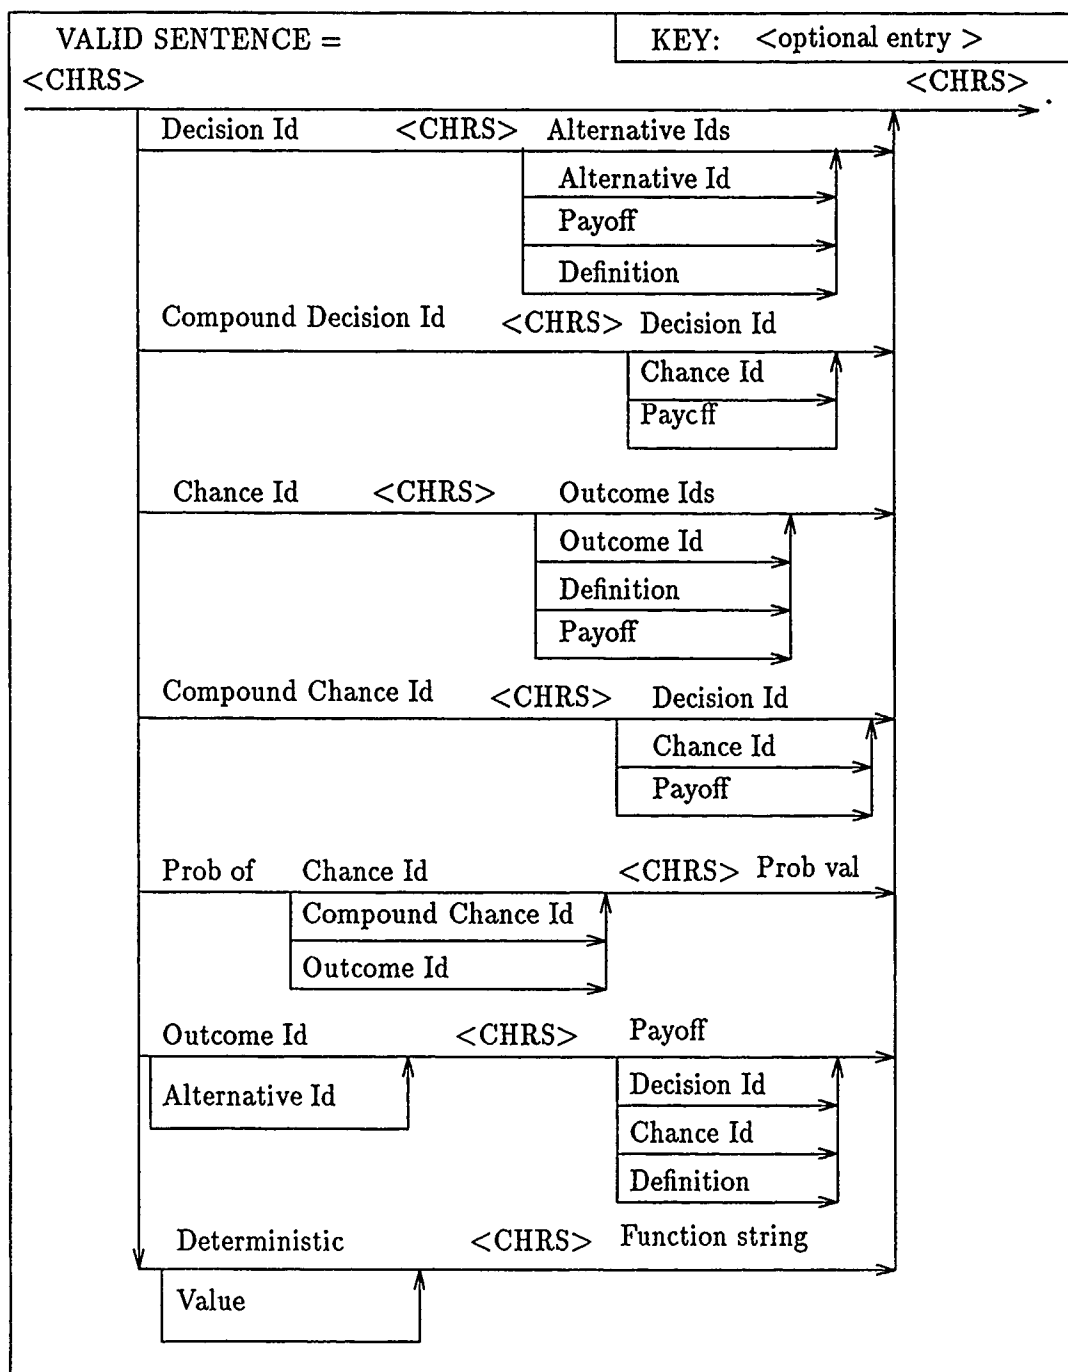 VALID SENTENCE = KEY: <optional entry >
<CHRS> <CHRS>
.
Decision Id <CHRS> Alternative Ids
Alternative Id
Payoff
Definition
Compound Decision Id <CHRS> Decision Id
Chance Id
Paycff
Chance Id <CHRS> Outcome Ids
Outcome Id
Definition
Payoff
Compound Chance Id <CHRS> Decision Id
Chance Id
Payoff
Prob of Chance Id <CHRS> Prob val
Compound Chance Id
Outcome Id
Outcome Id <CHRS> Payoff
Alternative Id Decision Id
Chance Id
Definition
Deterministic <CHRS> Function string
Value